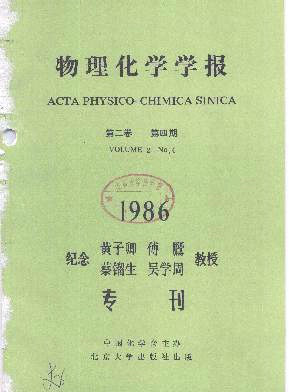 物理化学学报
ACTA PHYSICO-CHIMICA SINICA
第二卷 第四期
VOLUME 2 No.4
1986
纪念 黄子卿 傅鹰 蔡镏生 吴学周 教授
专刊
中国化学会主办
北京大学出版社出版